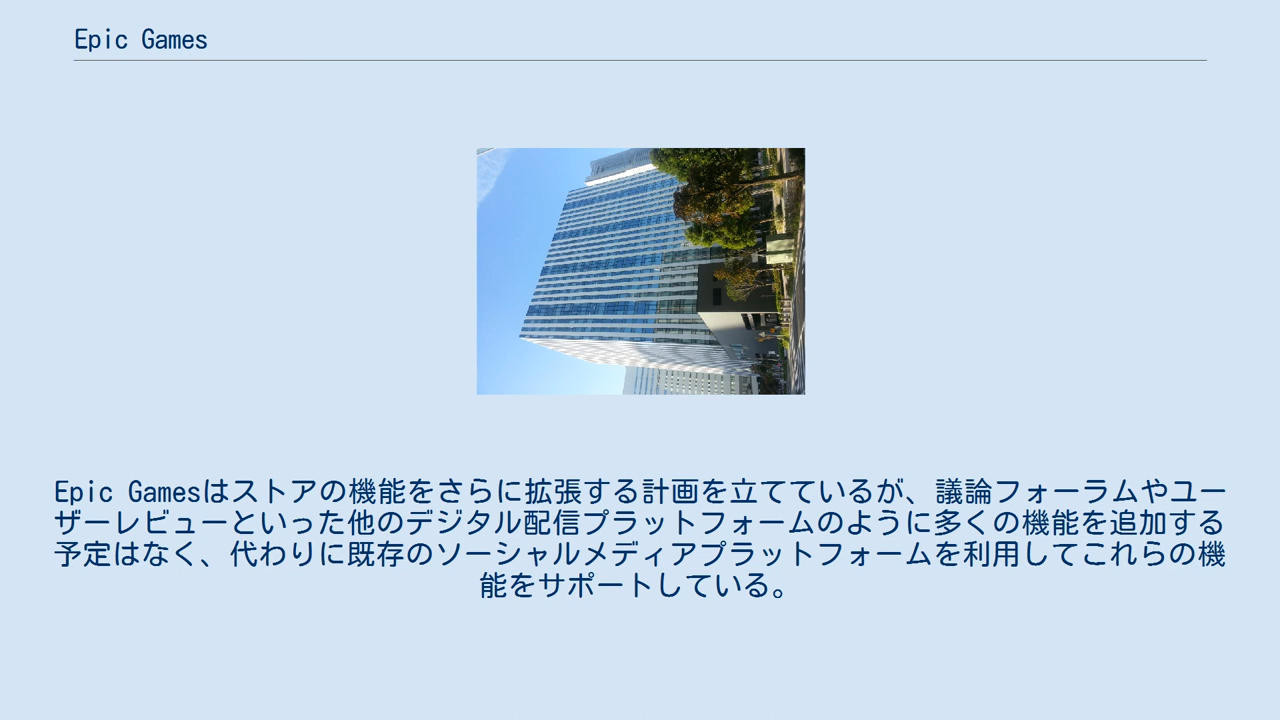 Epic Games
Epic Gamesはストアの機能をさらに拡張する計画を立てているが、議論フォーラムやユー
ザーレビューといった他のデジタル配信プラットフォームのように多くの機能を追加する
予定はなく、代わりに既存のソーシャルメディアプラットフォームを利用してこれらの機
能をサポートしている。